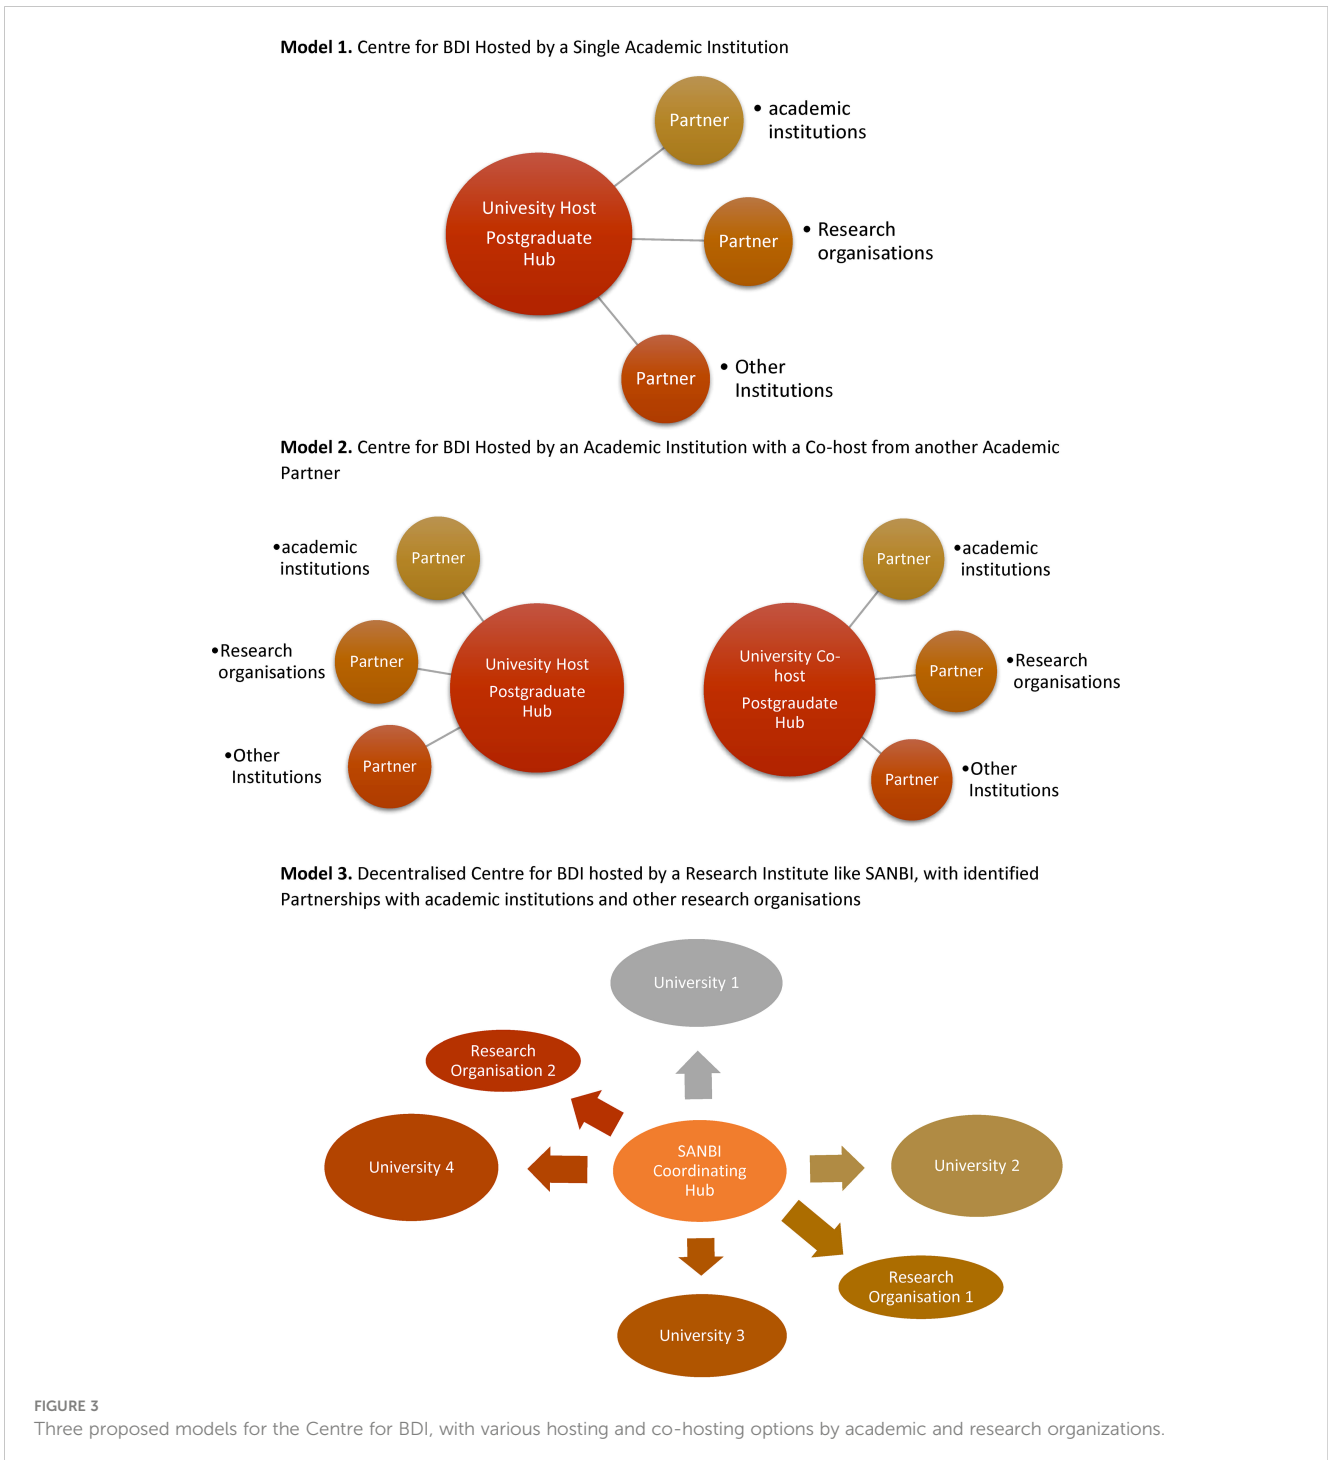 Model 1. Centre for BDI Hosted by a Single Academic Institution
Partner
• academic
institutions
Univesity Host
Postgraduate
Hub
Partner
• Research
organisations
Partner
• Other
Institutions
Model 2. Centre for BDI Hosted by an Academic Institution with a Co-host from another Academic
Partner
•academic
institutions
Partner
•Research
organisations
Partner
•Other
Institutions
Partner
Univesity Host
Postgraduate
Hub
University Co-
host
Postgraudate
Hub
Partner
•academic
institutions
Partner
•Research
organisations
Partner
•Other
Institutions
Model 3. Decentralised Centre for BDI hosted by a Research Institute like SANBI, with identified
Partnerships with academic institutions and other research organisations
University 1
Research
Organisation 2
University 4
SANBI
Coordinating
Hub
University 2
Research
Organisation 1
University 3
FIGURE 3
Three proposed models for the Centre for BDI, with various hosting and co-hosting options by academic and research organizations.